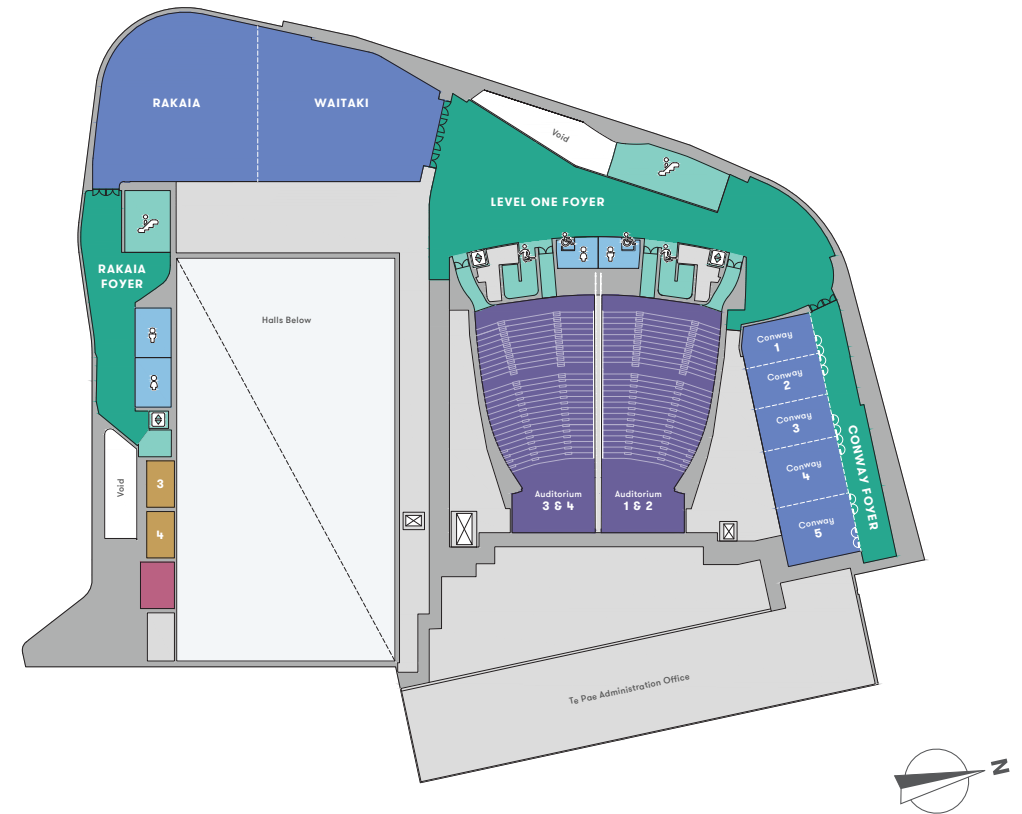 RAKAIA
WAITAKI
Void
LEVEL ONE FOYER
RAKAIA
FOYER
Halls Below
Conway
1
Conway
2
Conway
3
Conway
4
Conway
5
CONWAY FOYER
Void
3
4
Auditorium
3 & 4
Auditorium
1 & 2
Te Pae Administration Office
N